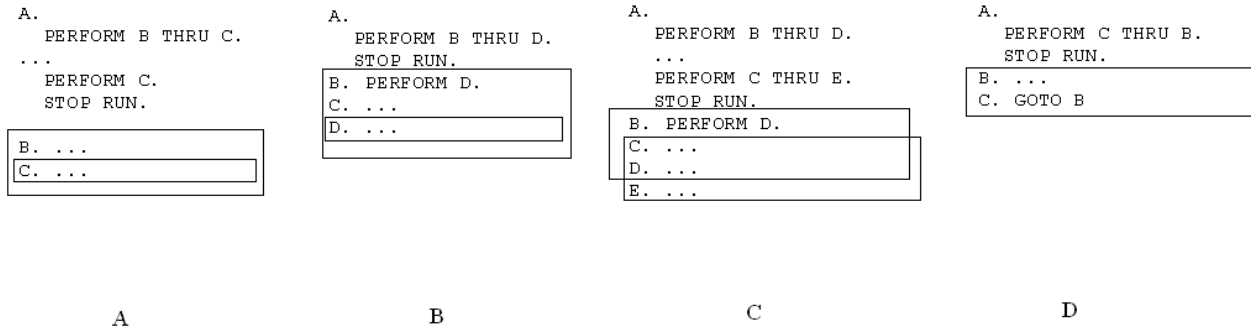 A.
PERFORM B THRU C.
...
PERFORM C.
STOP RUN.
B. ...
C. ...
A
A.
PERFORM B THRU D.
STOP RUN.
B. PERFORM D.
C. ...
D. ...
B
A.
PERFORM B THRU D.
...
PERFORM C THRU E.
STOP RUN.
B. PERFORM D.
C. ...
D. ...
E. ...
C
A.
PERFORM C THRU B.
STOP RUN.
B. ...
C. GOTO B
D